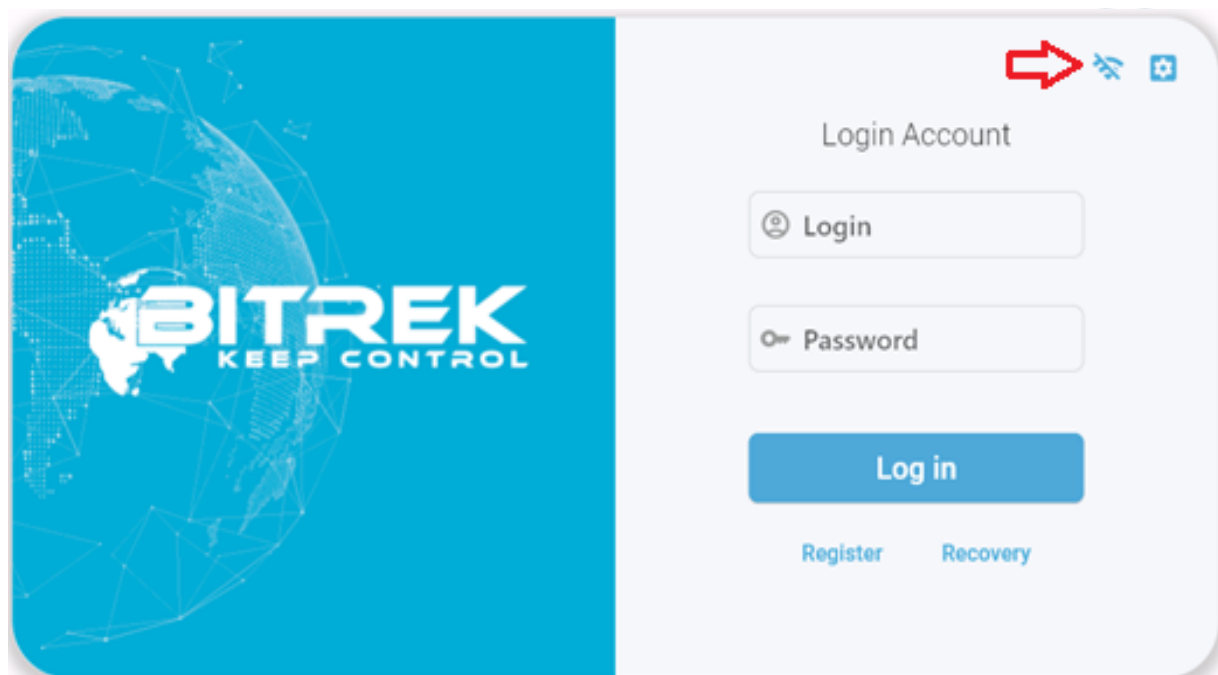 Login Account
BITREK
KEEP CONTROL
Login
Password
Log in
Register Recovery